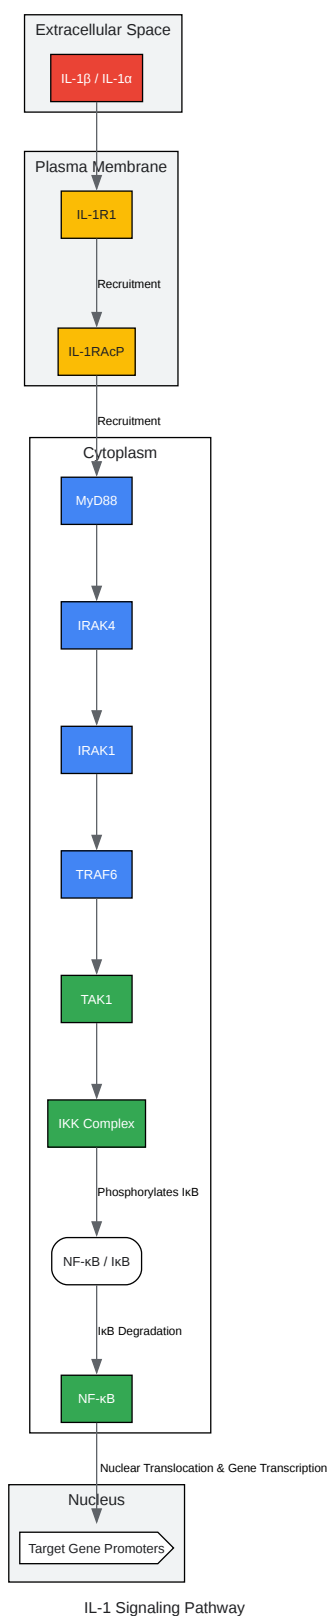 Extracellular Space
IL-1β / IL-1α
Plasma Membrane
IL-1R1
Recruitment
IL-1RAcP
Recruitment
Cytoplasm
MyD88
IRAK4
IRAK1
TRAF6
TAK1
IKK Complex
Phosphorylates IκB
NF-κB / IκB
IκB Degradation
NF-κB
Nuclear Translocation & Gene Transcription
Nucleus
Target Gene Promoters
IL-1 Signaling Pathway